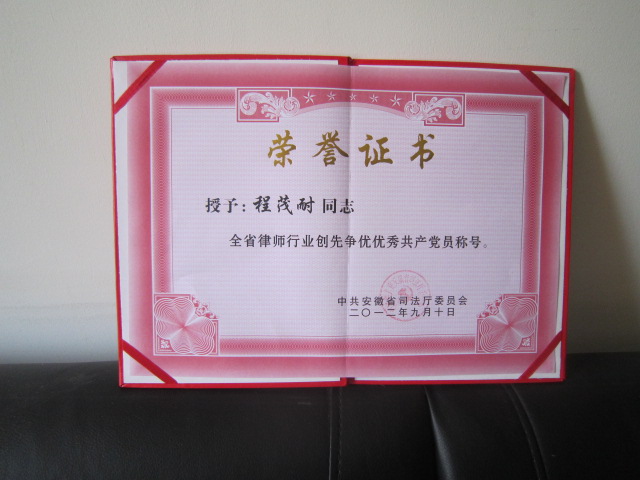 荣誉证书
授予：程茂耐同志
全省律师行业创先争优优秀共产党员称号。
中共安徽省司法厅委员会
二〇一二年九月十日